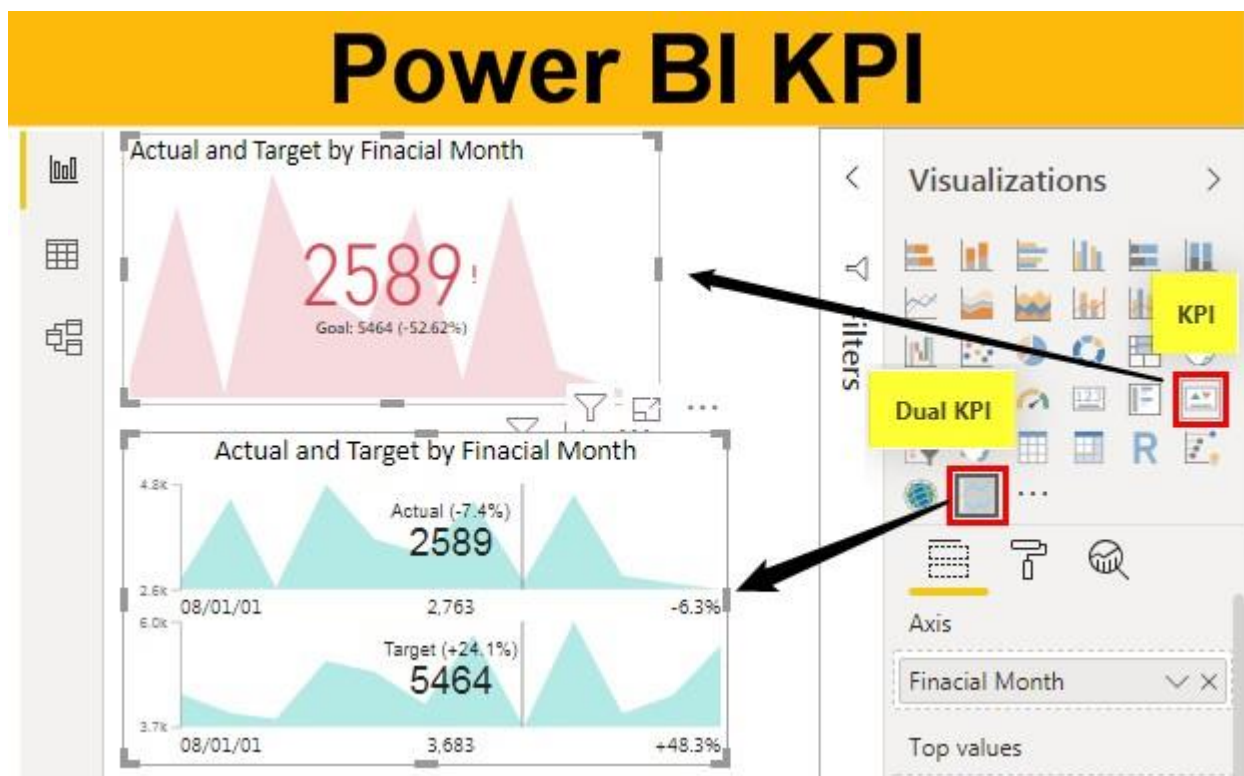 Power BI KPI
Actual and Target by Finacial Month
2589!
Goal: 5464 (-52.62%)
Actual and Target by Finacial Month
4.8K
Actual (-7.4%)
2589
2.6K
08/01/01 2,763 -6.3%
6.0K
Target (+24.1%)
5464
3.7K
08/01/01 3,683 +48.3%
Filters
Visualizations
KPI
Dual KPI
123
R
Axis
Finacial Month
Top values